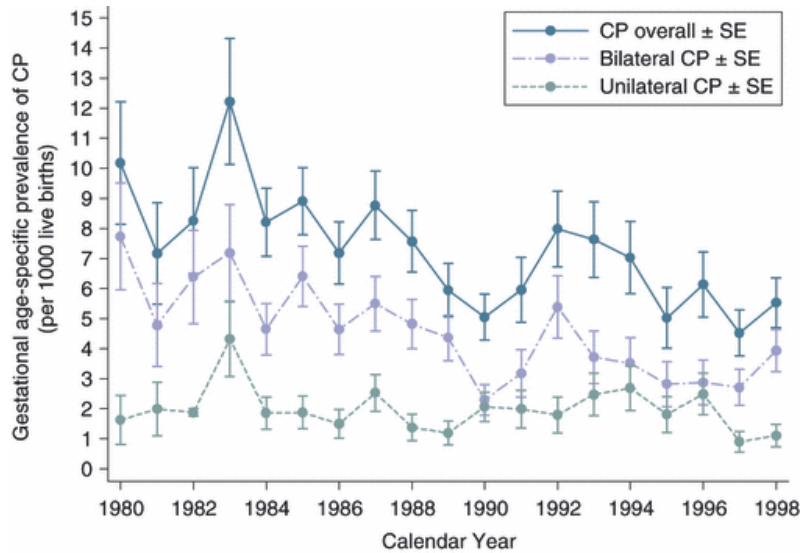 15
14
13
12
11
10
9
8
7
6
5
4
3
2
1
0
Gestational age-specific prevalence of CP
(per 1000 live births)
CP overall ± SE
Bilateral CP ± SE
Unilateral CP ± SE
1980 1982 1984 1986 1988 1990 1992 1994 1996 1998
Calendar Year